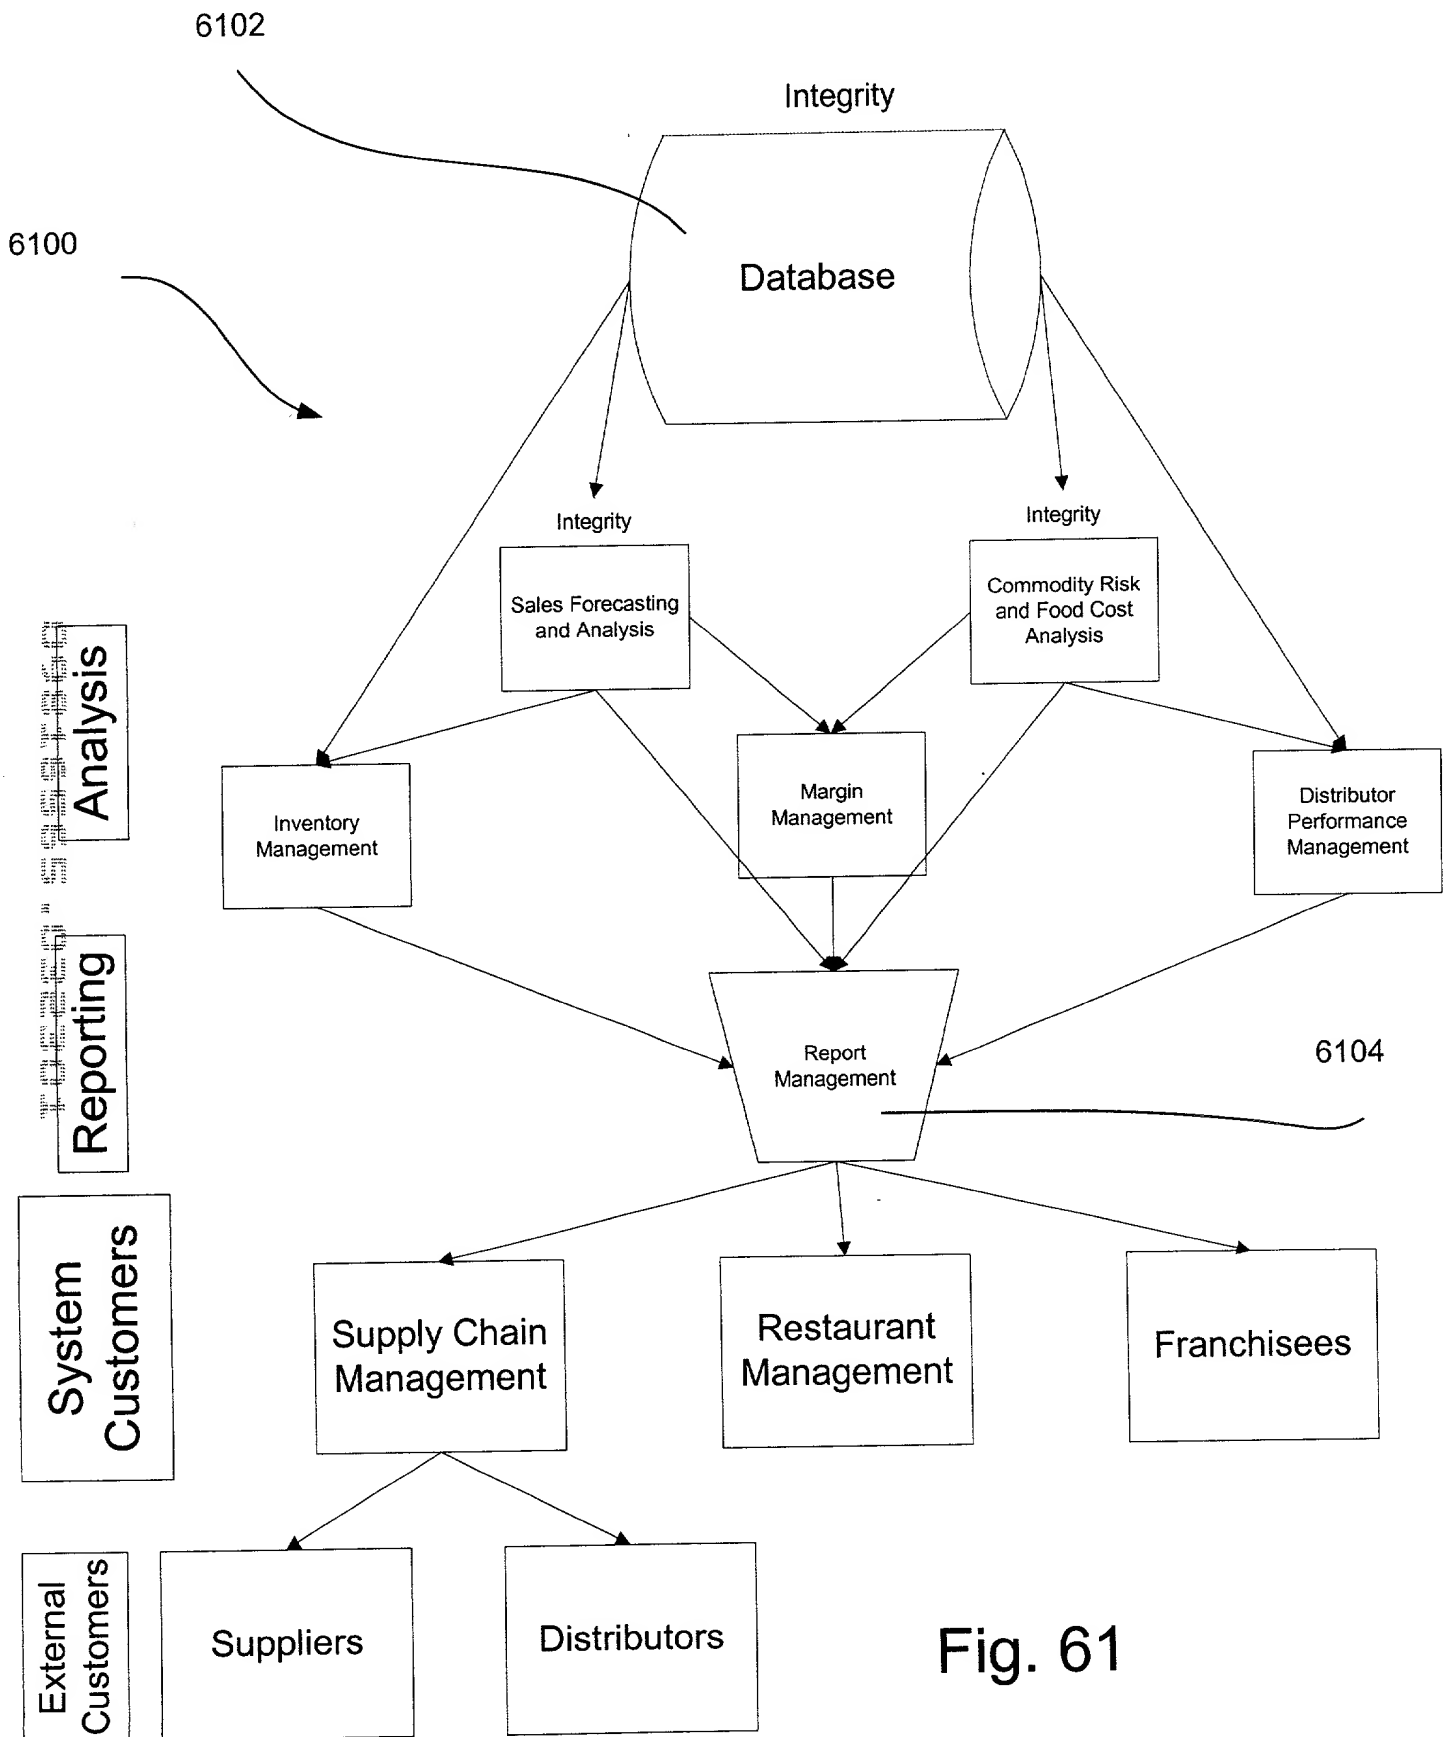 6102
Integrity
6100
Database
Integrity
Integrity
Sales Forecasting
and Analysis
Commodity Risk
and Food Cost
Analysis
Analysis
Inventory
Management
Margin
Management
Distributor
Performance
Management
Reporting
Report
Management
6104
System
Customers
Supply Chain
Management
Restaurant
Management
Franchisees
External
Customers
Suppliers
Distributors
Fig. 61